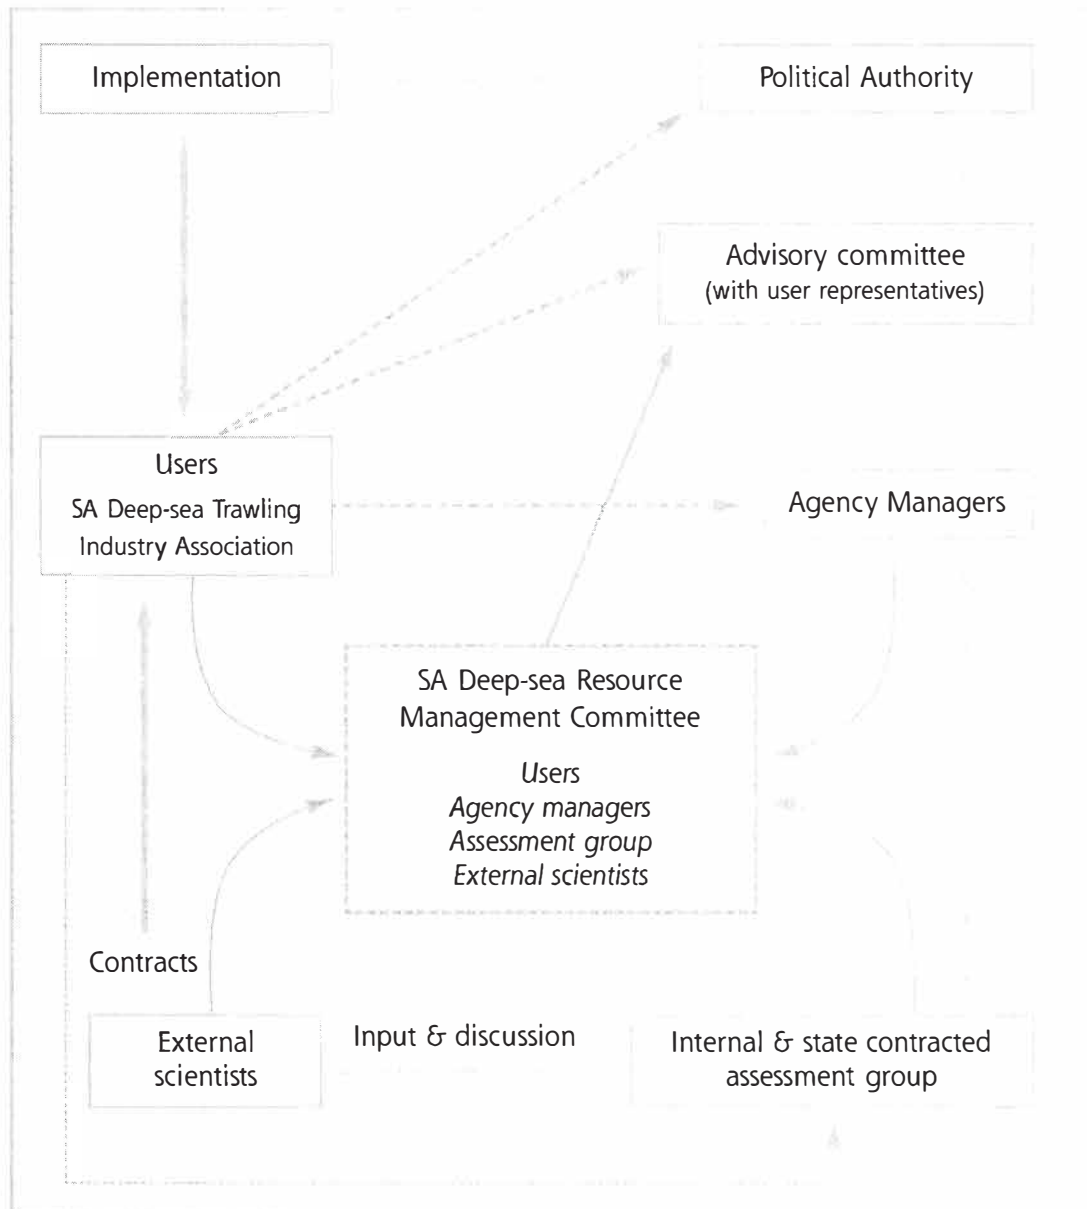 Implementation
Political Authority
Advisory committee
(with user representatives)
Users
SA Deep-sea Trawling
Industry Association
Agency Managers
SA Deep-sea Resource
Management Committee
Users
Agency managers
Assessment group
External scientists
Contracts
External
scientists
Input & discussion
Internal & state contracted
assessment group